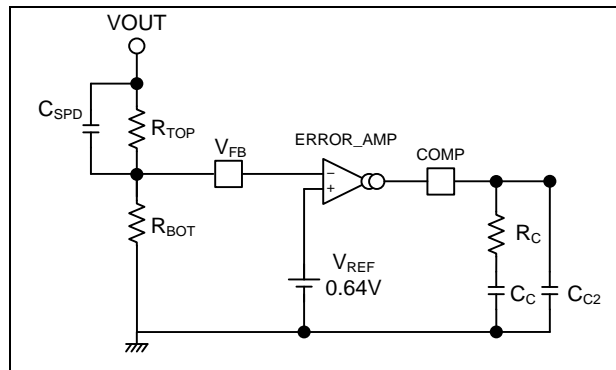 VOUT
CSPD
RTOP
VFB
ERROR_AMP
COMP
−
+
RBOT
RC
VREF
0.64V
CC
CC2